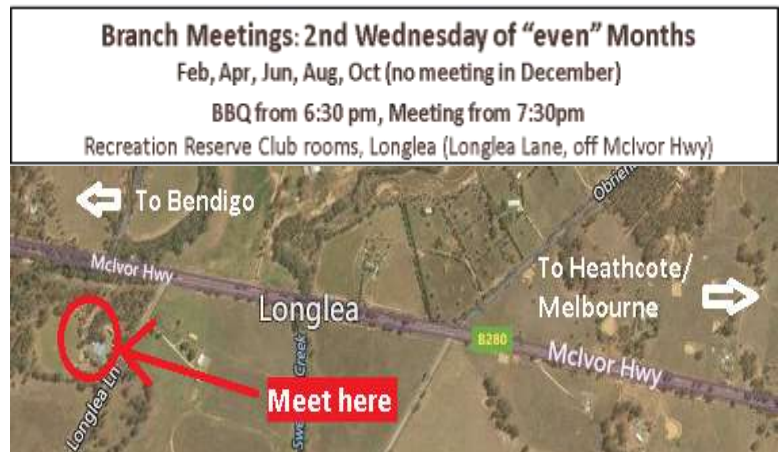 Branch Meetings: 2nd Wednesday of “even” Months
Feb, Apr, Jun, Aug, Oct (no meeting in December)
BBQ from 6:30 pm, Meeting from 7:30pm
Recreation Reserve Club rooms, Longlea (Longlea Lane, off McIvor Hwy)
To Bendigo
Obrien
McIvor Hwy
To Heathcote/
Melbourne
Longlea
B280
McIvor Hwy
Meet here
Longlea Ln
Creek